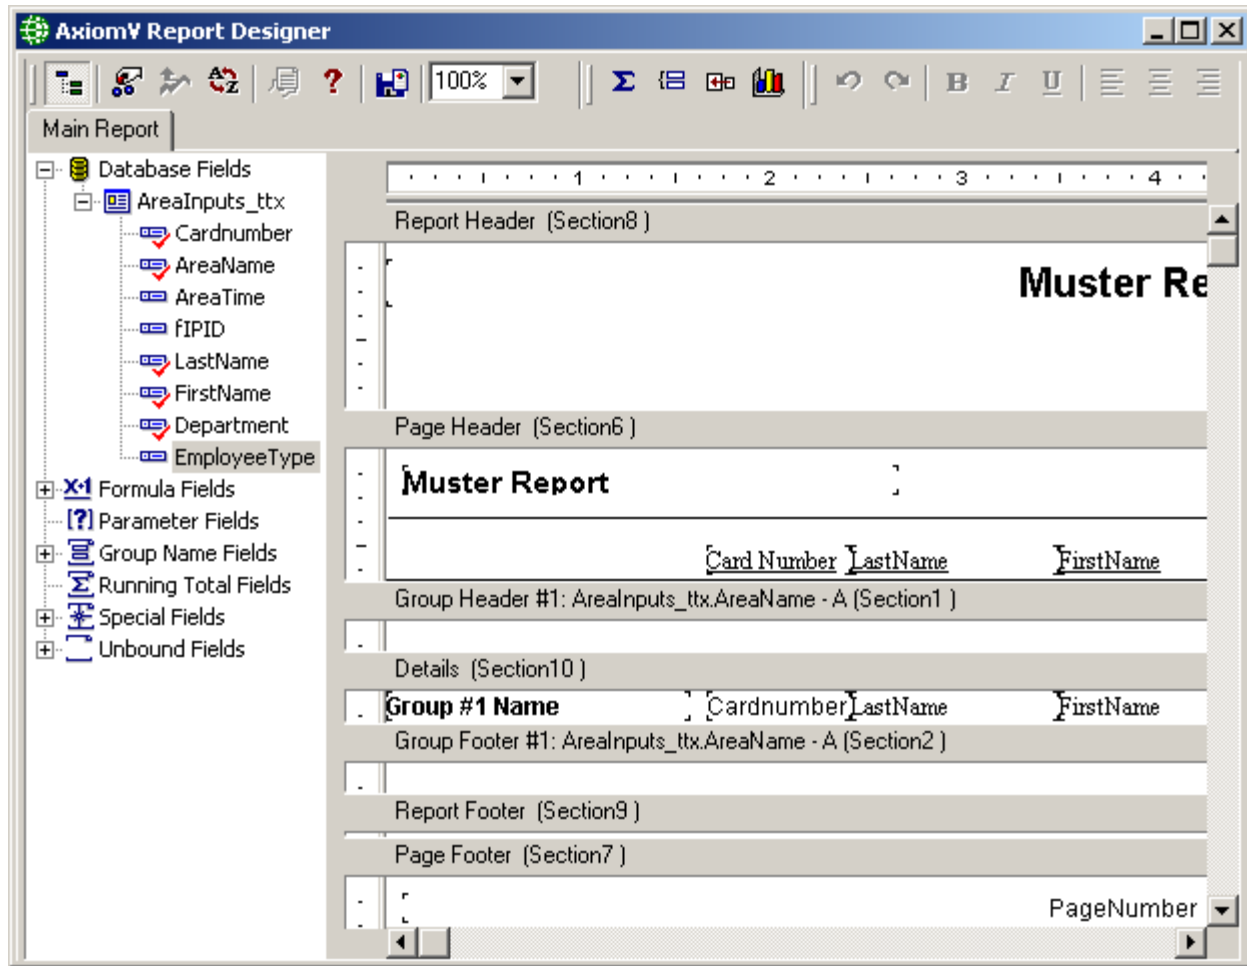 AxiomV Report Designer
100%
Main Report
Database Fields
AreaInputs_ttx
Cardnumber
AreaName
AreaTime
fIPID
LastName
FirstName
Department
EmployeeType
Formula Fields
Parameter Fields
Group Name Fields
Running Total Fields
Special Fields
Unbound Fields
1 2 3 4
Report Header (Section8 )
Muster Re
Page Header (Section6 )
Muster Report
Card Number LastName FirstName
Group Header #1: AreaInputs_ttx.AreaName - A (Section1 )
Details (Section10 )
Group #1 Name Cardnumber LastName FirstName
Group Footer #1: AreaInputs_ttx.AreaName - A (Section2 )
Report Footer (Section9 )
Page Footer (Section7 )
PageNumber